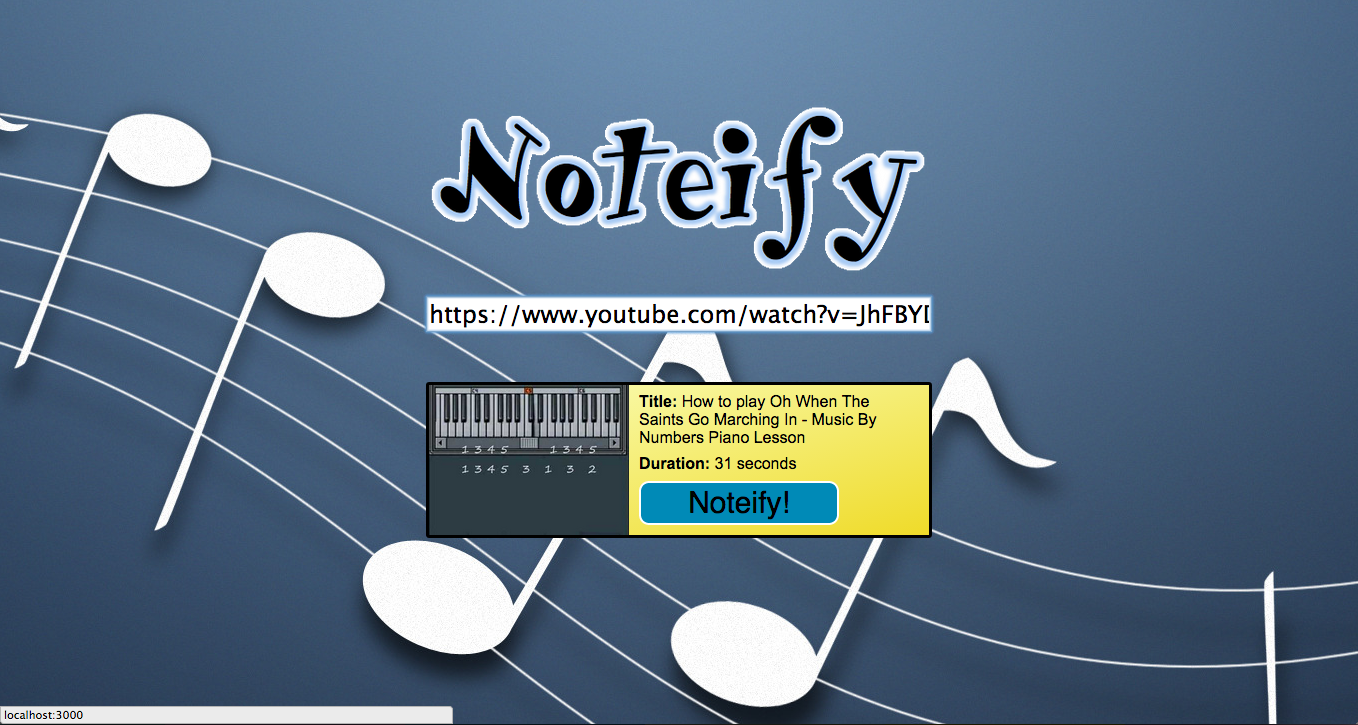 Noteify
https://www.youtube.com/watch?v=JhFBYI
Title: How to play Oh When The
Saints Go Marching In - Music By
Numbers Piano Lesson
Duration: 31 seconds
Noteify!
1 3 4 5 1 3 4 5
1 3 4 5 3 1 3 2
localhost:3000